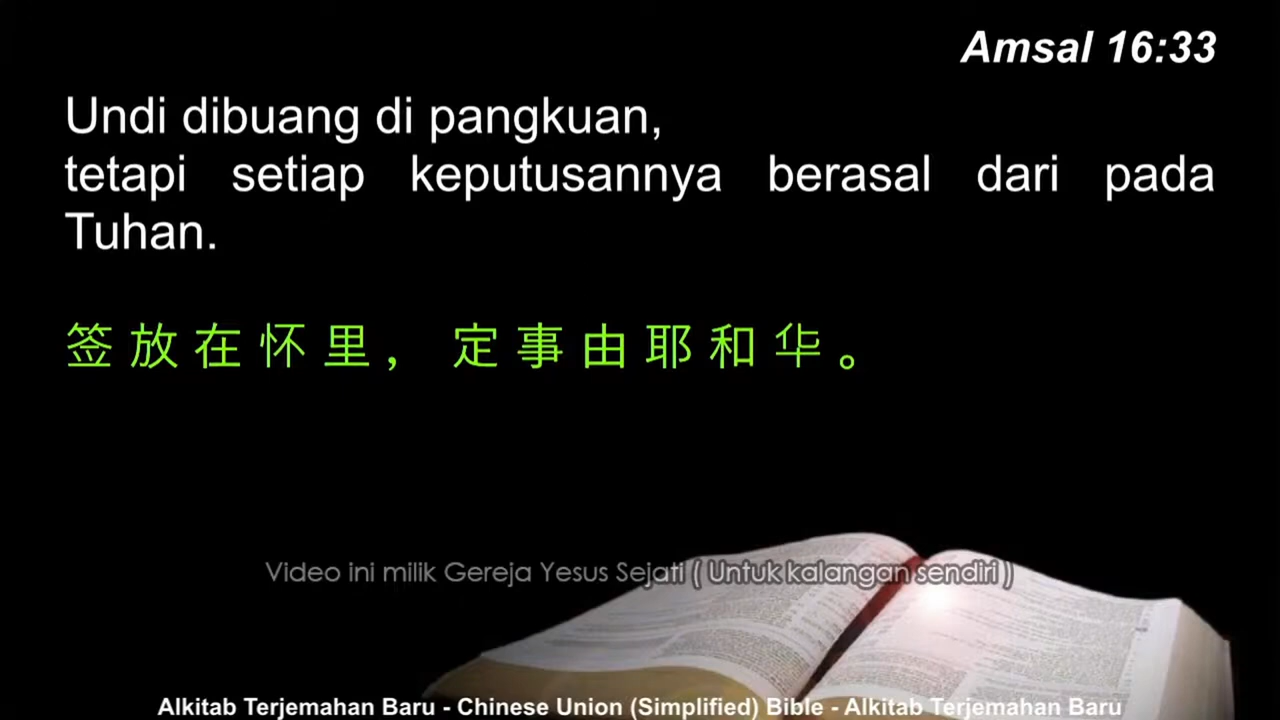 Amsal 16:33
Undi dibuang di pangkuan,
tetapi setiap keputusannya berasal dari pada
Tuhan.
签放在怀里，定事由耶和华。
Video ini milik Gereja Yesus Sejati ( Untuk kalangan sendiri )
Alkitab Terjemahan Baru - Chinese Union (Simplified) Bible - Alkitab Terjemahan Baru